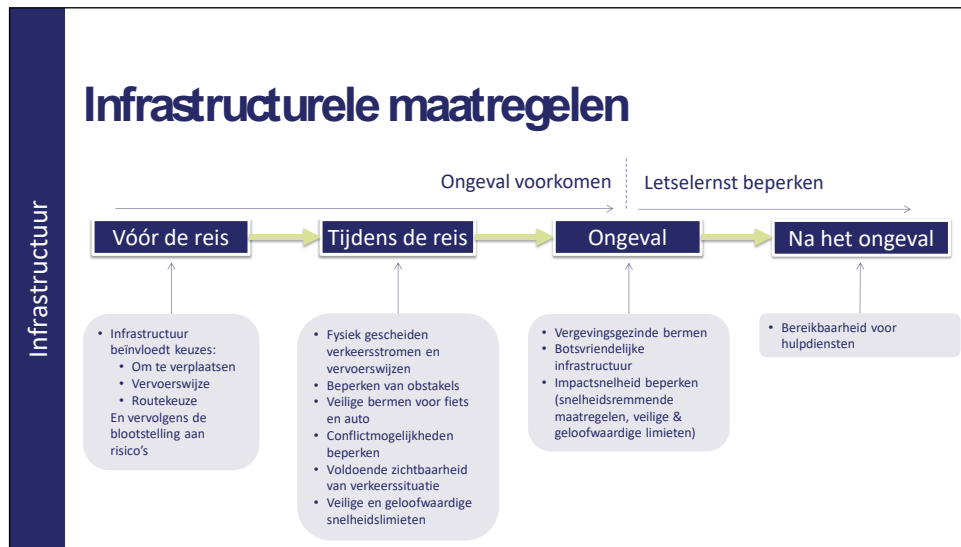 Infrastructuur
Infrastructurele maatregelen
Ongeval voorkomen
Letselernst beperken
Vóór de reis
Tijdens de reis
Ongeval
Na het ongeval
• Infrastructuur
beïnvloedt keuzes:
• Om te verplaatsen
• Vervoerswijze
• Routekeuze
En vervolgens de
blootstelling aan
risico's
• Fysiek gescheiden
verkeersstromen en
vervoerswijzen
• Beperken van obstakels
• Veilige bermen voor fiets
en auto
• Conflictmogelijkheden
beperken
• Voldoende zichtbaarheid
van verkeerssituatie
• Veilige en geloofwaardige
snelheidslimieten
• Vergevingsgezinde bermen
• Botsvriendelijke
infrastructuur
• Impactsnelheid beperken
(snelheidsremmende
maatregelen, veilige &
geloofwaardige limieten)
• Bereikbaarheid voor
hulpdiensten